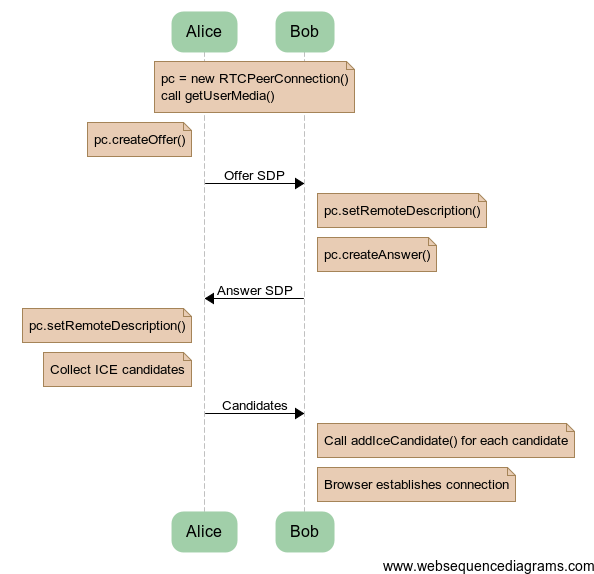 Alice
Bob
pc = new RTCPeerConnection()
call getUserMedia()
pc.createOffer()
Offer SDP
pc.setRemoteDescription()
pc.createAnswer()
Answer SDP
pc.setRemoteDescription()
Collect ICE candidates
Candidates
Call addIceCandidate() for each candidate
Browser establishes connection
Alice
Bob
www.websequencediagrams.com